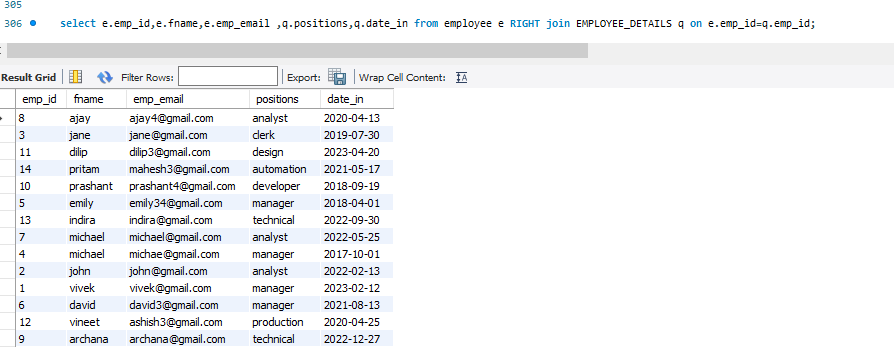 305
306 select e.emp_id,e.fname,e.emp_email ,q.positions,q.date_in from employee e RIGHT join EMPLOYEE_DETAILS q on e.emp_id=q.emp_id;
Result Grid Filter Rows: Export: Wrap Cell Content:
emp_id fname emp_email positions date_in
8 ajay ajay4@gmail.com analyst 2020-04-13
3 jane jane@gmail.com clerk 2019-07-30
11 dilip dilip3@gmail.com design 2023-04-20
14 pritam mahesh3@gmail.com automation 2021-05-17
10 prashant prashant4@gmail.com developer 2018-09-19
5 emily emily34@gmail.com manager 2018-04-01
13 indira indira@gmail.com technical 2022-09-30
7 michael michael@gmail.com analyst 2022-05-25
4 michael michae@gmail.com manager 2017-10-01
2 john john@gmail.com analyst 2022-02-13
1 vivek vivek@gmail.com manager 2023-02-12
6 david david3@gmail.com manager 2021-08-13
12 vineet ashish3@gmail.com production 2020-04-25
9 archana archana@gmail.com technical 2022-12-27